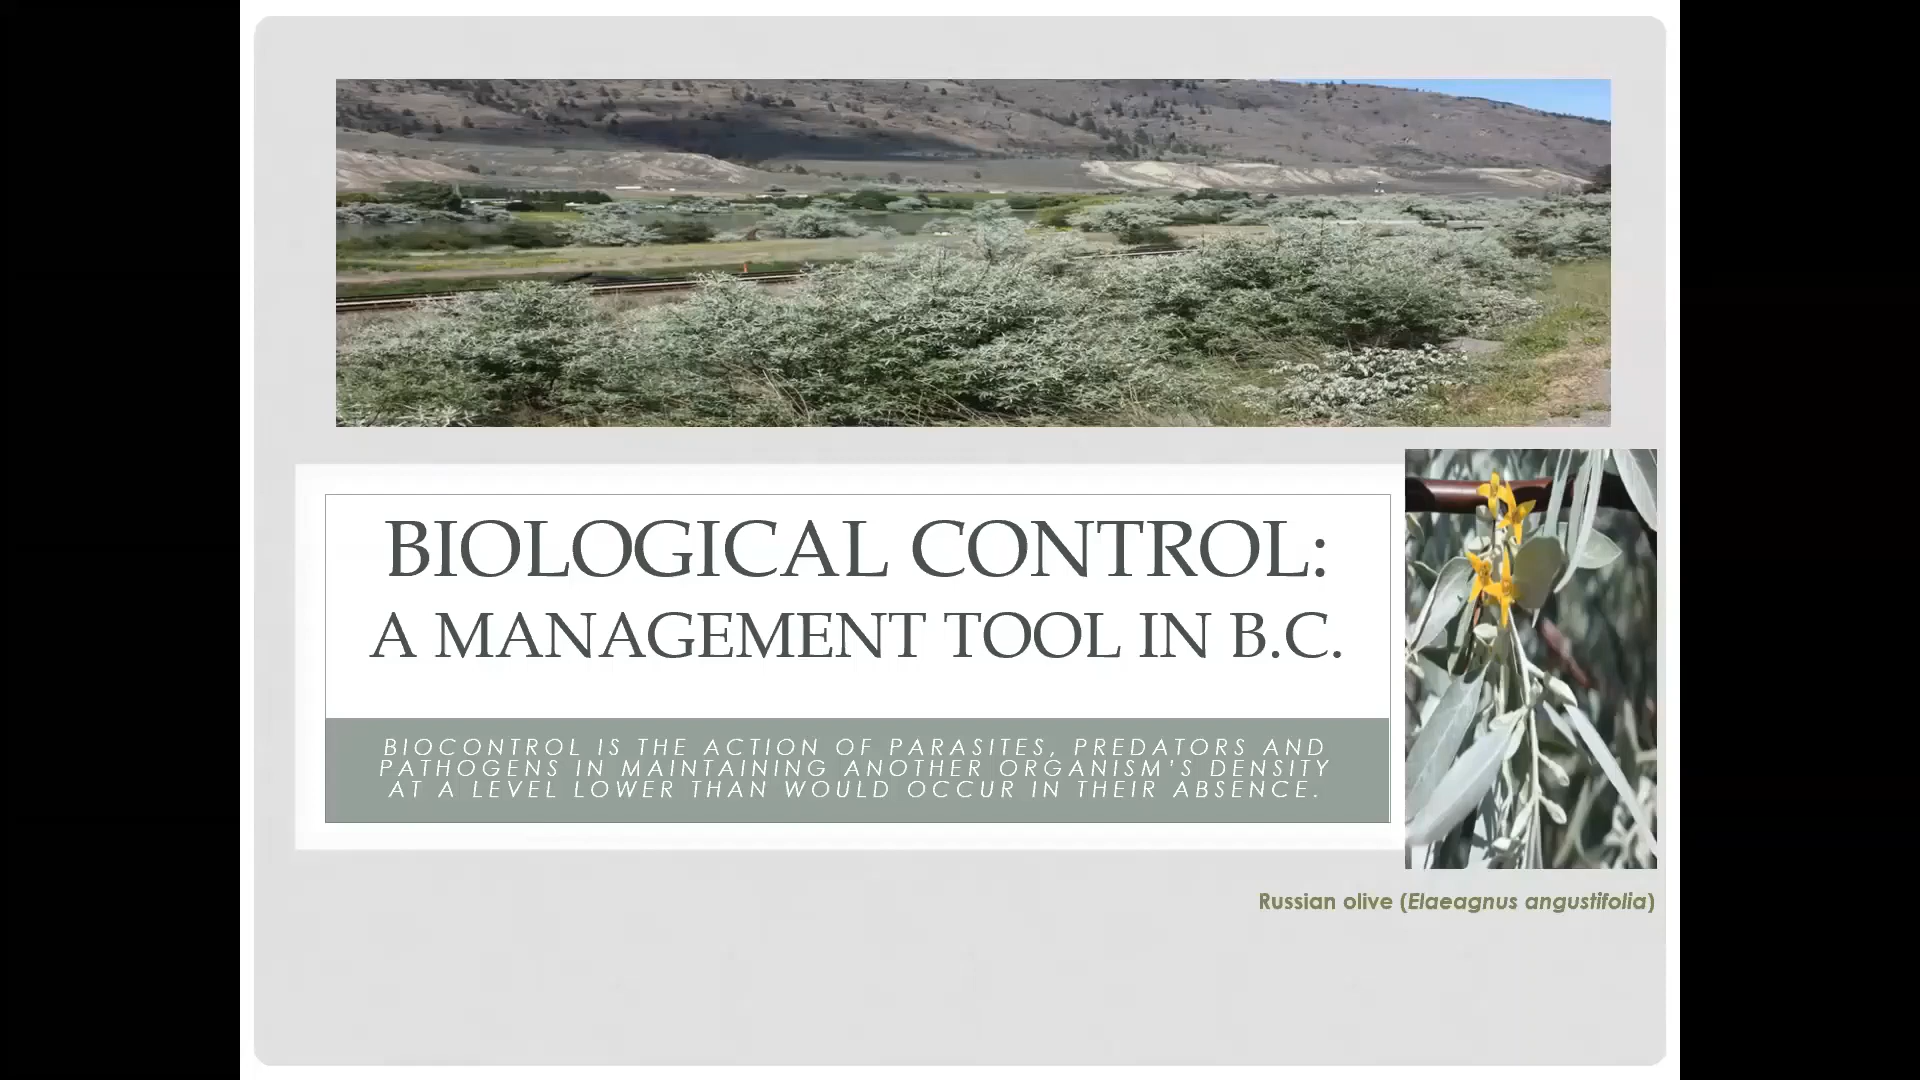 BIOLOGICAL CONTROL:
A MANAGEMENT TOOL IN B.C.
BIOCONTROL IS THE ACTION OF PARASITES, PREDATORS AND
PATHOGENS IN MAINTAINING ANOTHER ORGANISM'S DENSITY
AT A LEVEL LOWER THAN WOULD OCCUR IN THEIR ABSENCE.
Russian olive (Elaeagnus angustifolia)